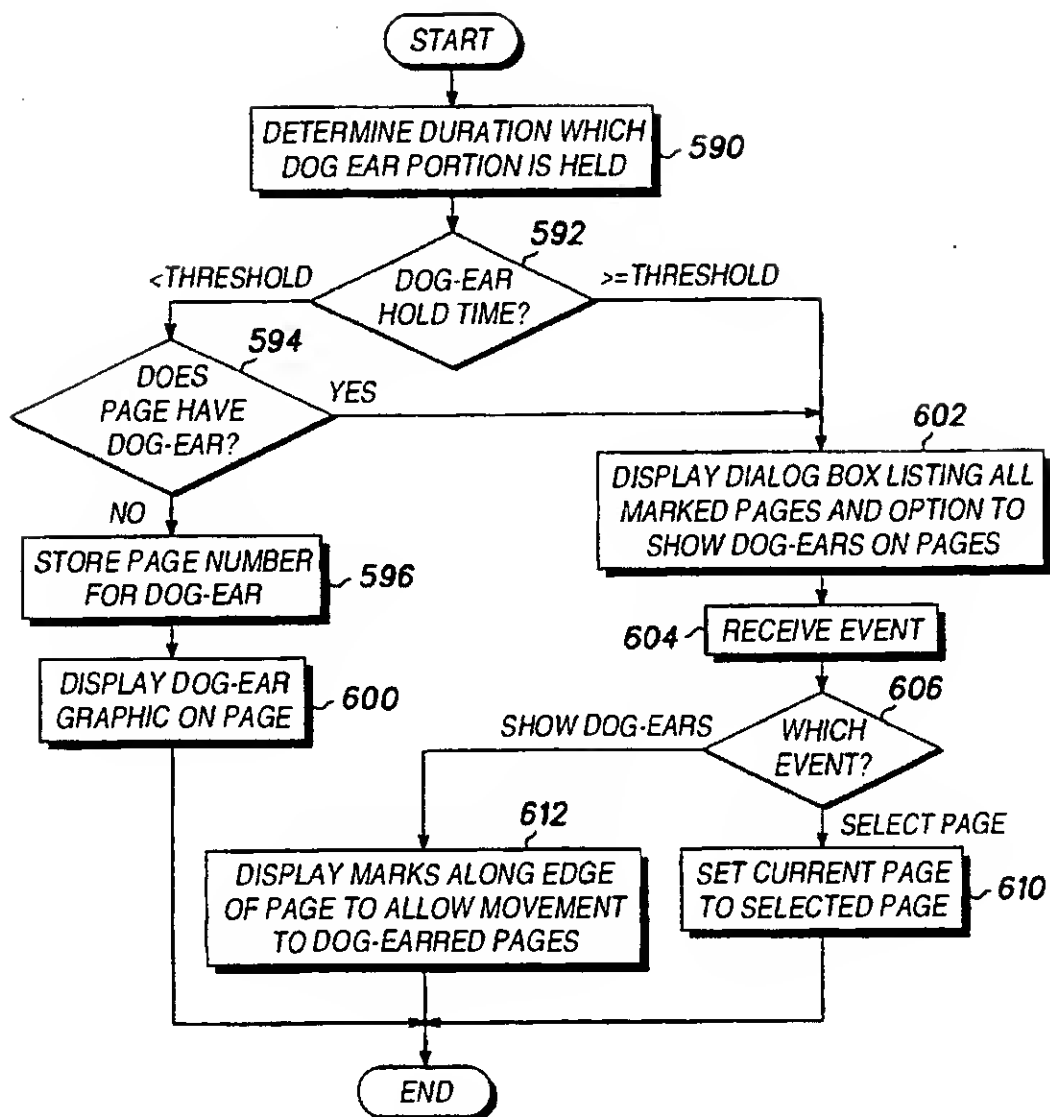 START
DETERMINE DURATION WHICH
DOG EAR PORTION IS HELD
590
592
<THRESHOLD
DOG-EAR
HOLD TIME?
>=THRESHOLD
594
DOES
PAGE HAVE
DOG-EAR?
YES
NO
602
DISPLAY DIALOG BOX LISTING ALL
MARKED PAGES AND OPTION TO
SHOW DOG-EARS ON PAGES
STORE PAGE NUMBER
FOR DOG-EAR
596
604
RECEIVE EVENT
DISPLAY DOG-EAR
GRAPHIC ON PAGE
600
606
SHOW DOG-EARS
WHICH
EVENT?
SELECT PAGE
612
DISPLAY MARKS ALONG EDGE
OF PAGE TO ALLOW MOVEMENT
TO DOG-EARRED PAGES
SET CURRENT PAGE
TO SELECTED PAGE
610
END